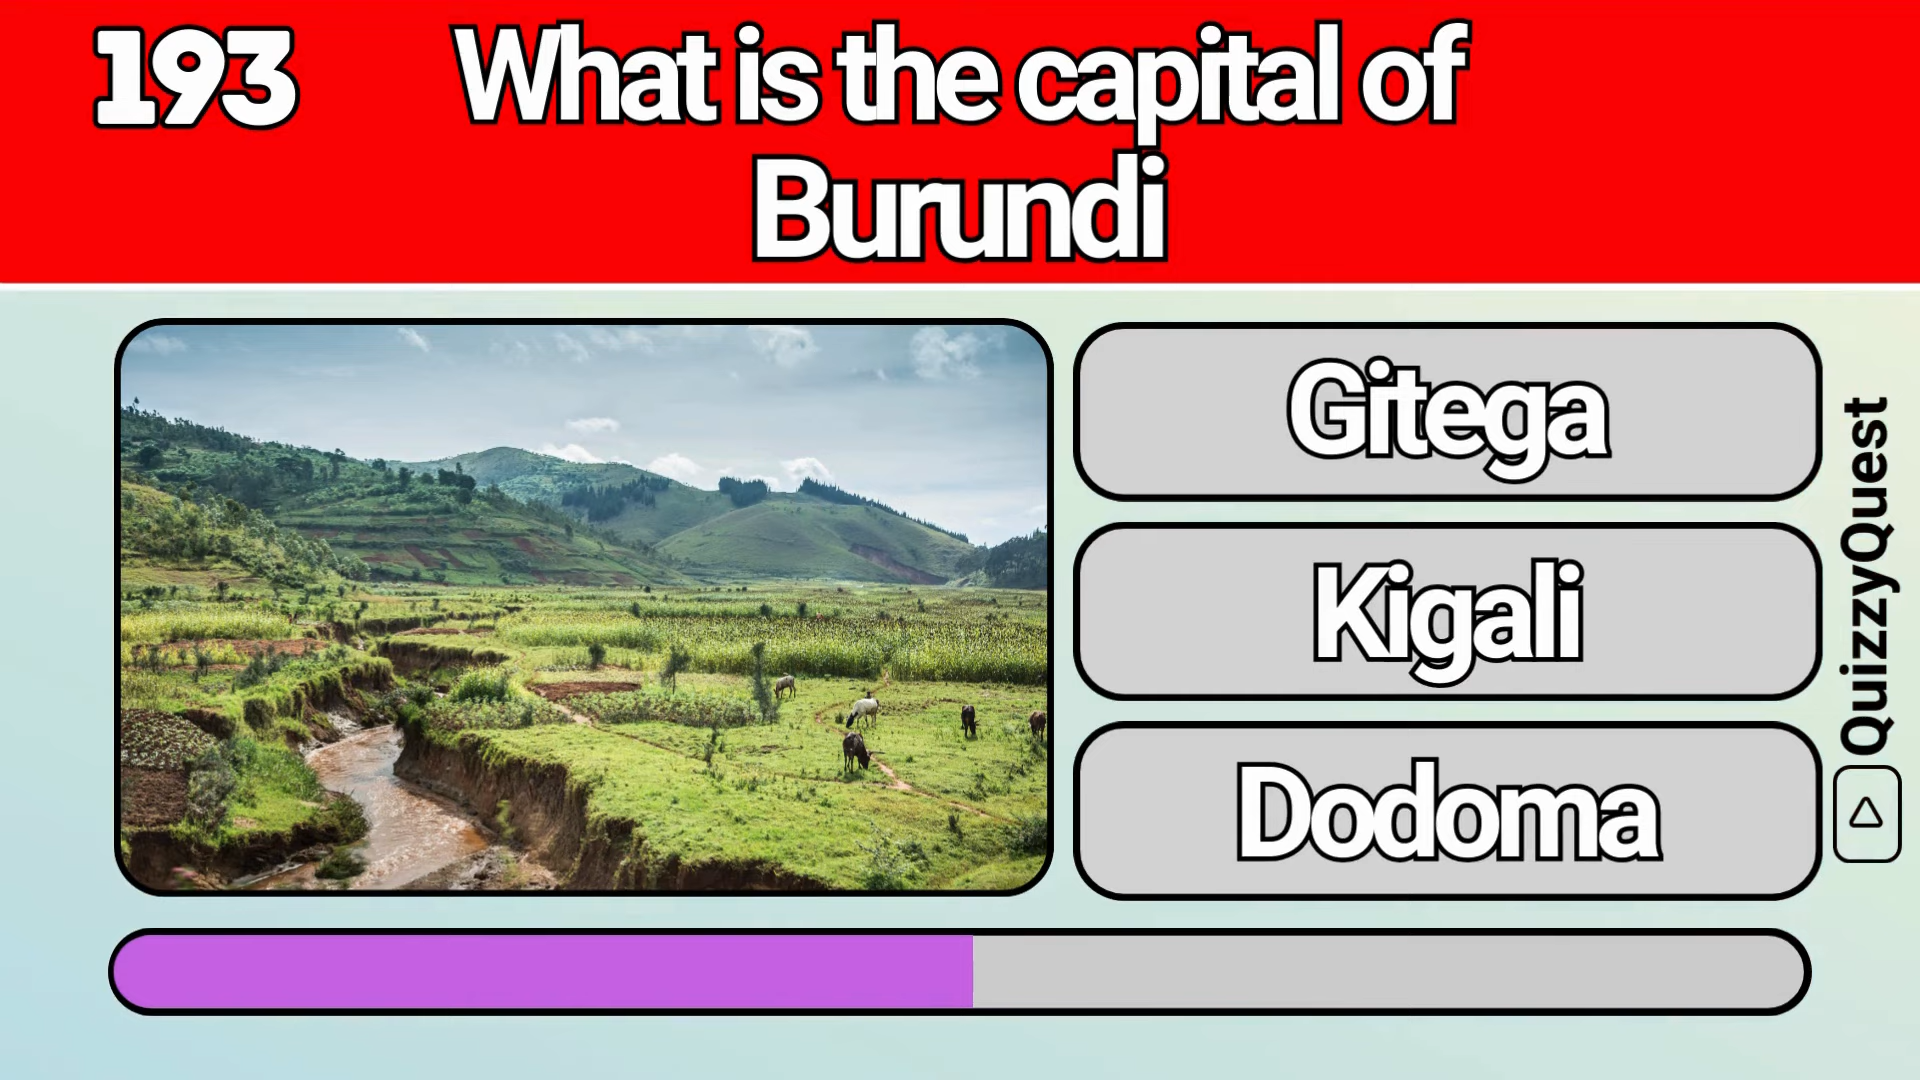 193
What is the capital of
Burundi
Gitega
Kigali
Dodoma
QuizzyQuest